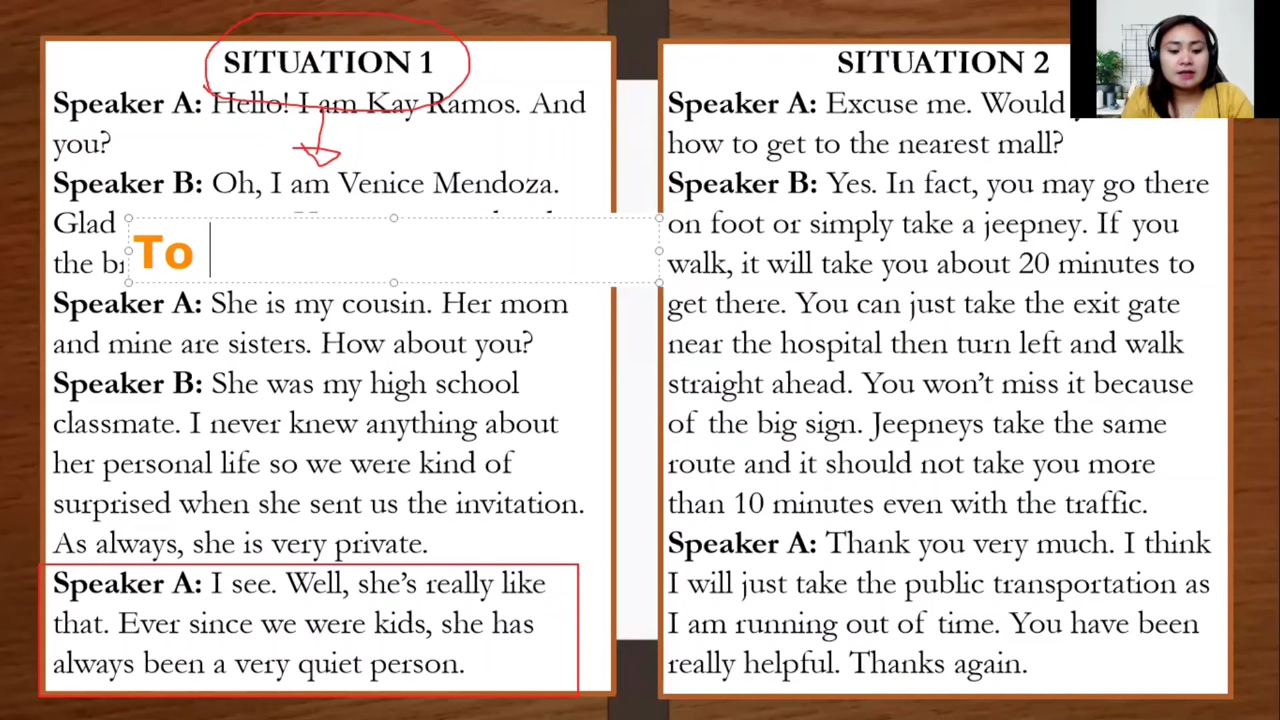 SITUATION 1
Speaker A: Hello! I am Kay Ramos. And
you?
Speaker B: Oh, I am Venice Mendoza.
Glad
the
To
Speaker A: She is my cousin. Her mom
and mine are sisters. How about you?
Speaker B: She was my high school
classmate. I never knew anything about
her personal life so we were kind of
surprised when she sent us the invitation.
As always, she is very private.
Speaker A: I see. Well, she's really like
that. Ever since we were kids, she has
always been a very quiet person.
SITUATION 2
Speaker A: Excuse me. Would
how to get to the nearest mall?
Speaker B: Yes. In fact, you may go there
on foot or simply take a jeepney. If you
walk, it will take you about 20 minutes to
get there. You can just take the exit gate
near the hospital then turn left and walk
straight ahead. You won't miss it because
of the big sign. Jeepneys take the same
route and it should not take you more
than 10 minutes even with the traffic.
Speaker A: Thank you very much. I think
I will just take the public transportation as
I am running out of time. You have been
really helpful. Thanks again.